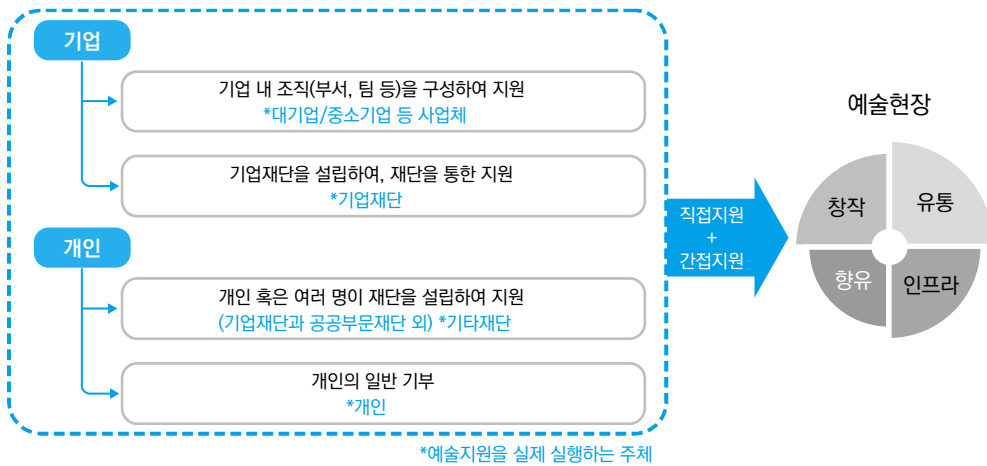 기업
기업 내 조직(부서, 팀 등)을 구성하여 지원
*대기업/중소기업 등 사업체
기업재단을 설립하여, 재단을 통한 지원
*기업재단
개인
개인 혹은 여러 명이 재단을 설립하여 지원
(기업재단과 공공부문재단 외) *기타재단
개인의 일반 기부
*개인
*예술지원을 실제 실행하는 주체
직접지원
+
간접지원
예술현장
창작
유통
향유
인프라